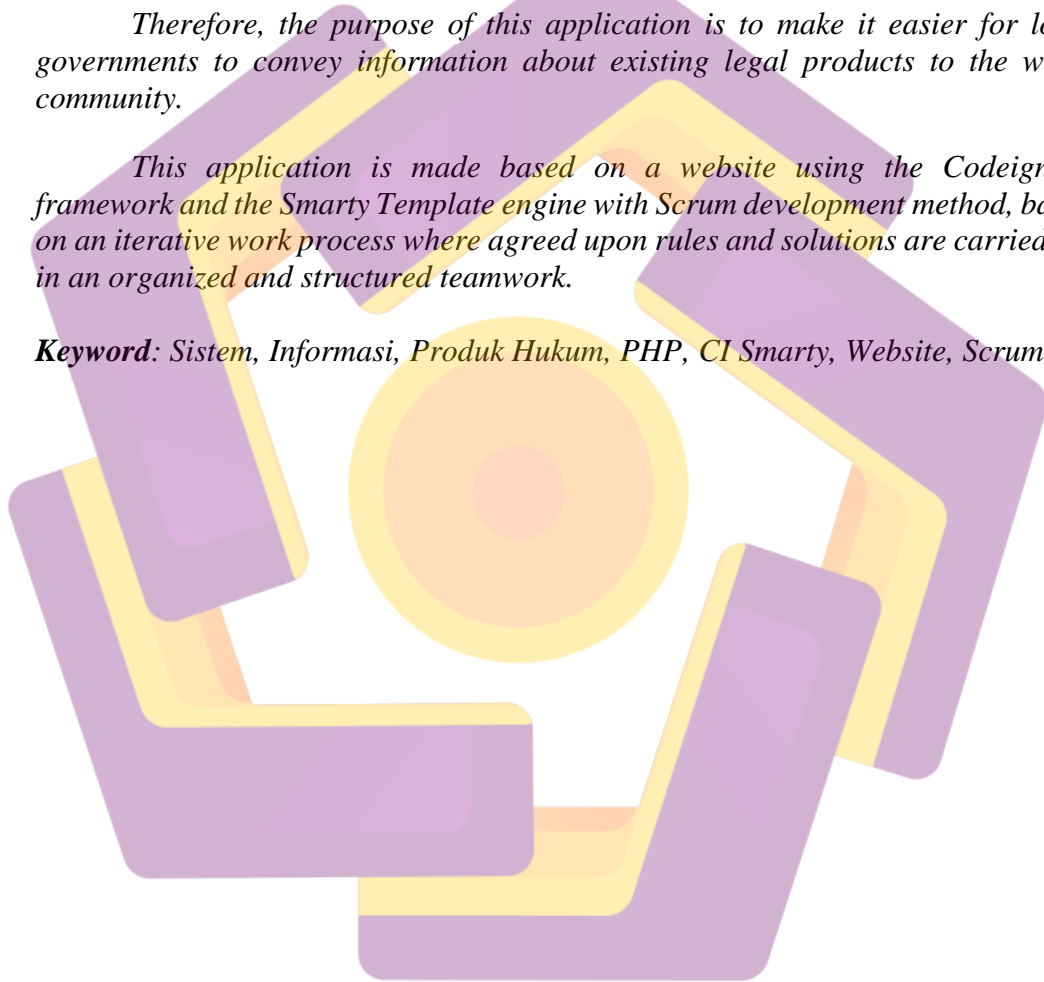 Therefore, the purpose of this application is to make it easier for lo
governments to convey information about existing legal products to the w
community.
This application is made based on a website using the Codeign
framework and the Smarty Template engine with Scrum development method, ba
on an iterative work process where agreed upon rules and solutions are carried
in an organized and structured teamwork.
Keyword: Sistem, Informasi, Produk Hukum, PHP, CI Smarty, Website, Scrum